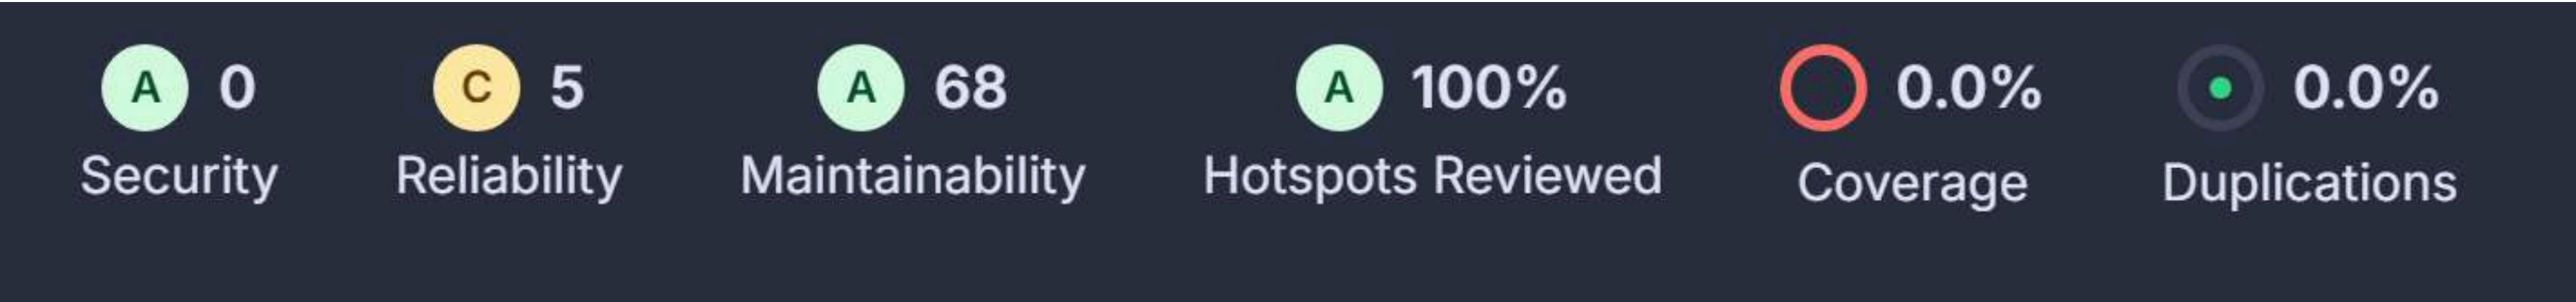 A 0 C 5 A 68 A 100% 0.0% 0.0%
Security Reliability Maintainability Hotspots Reviewed Coverage Duplications